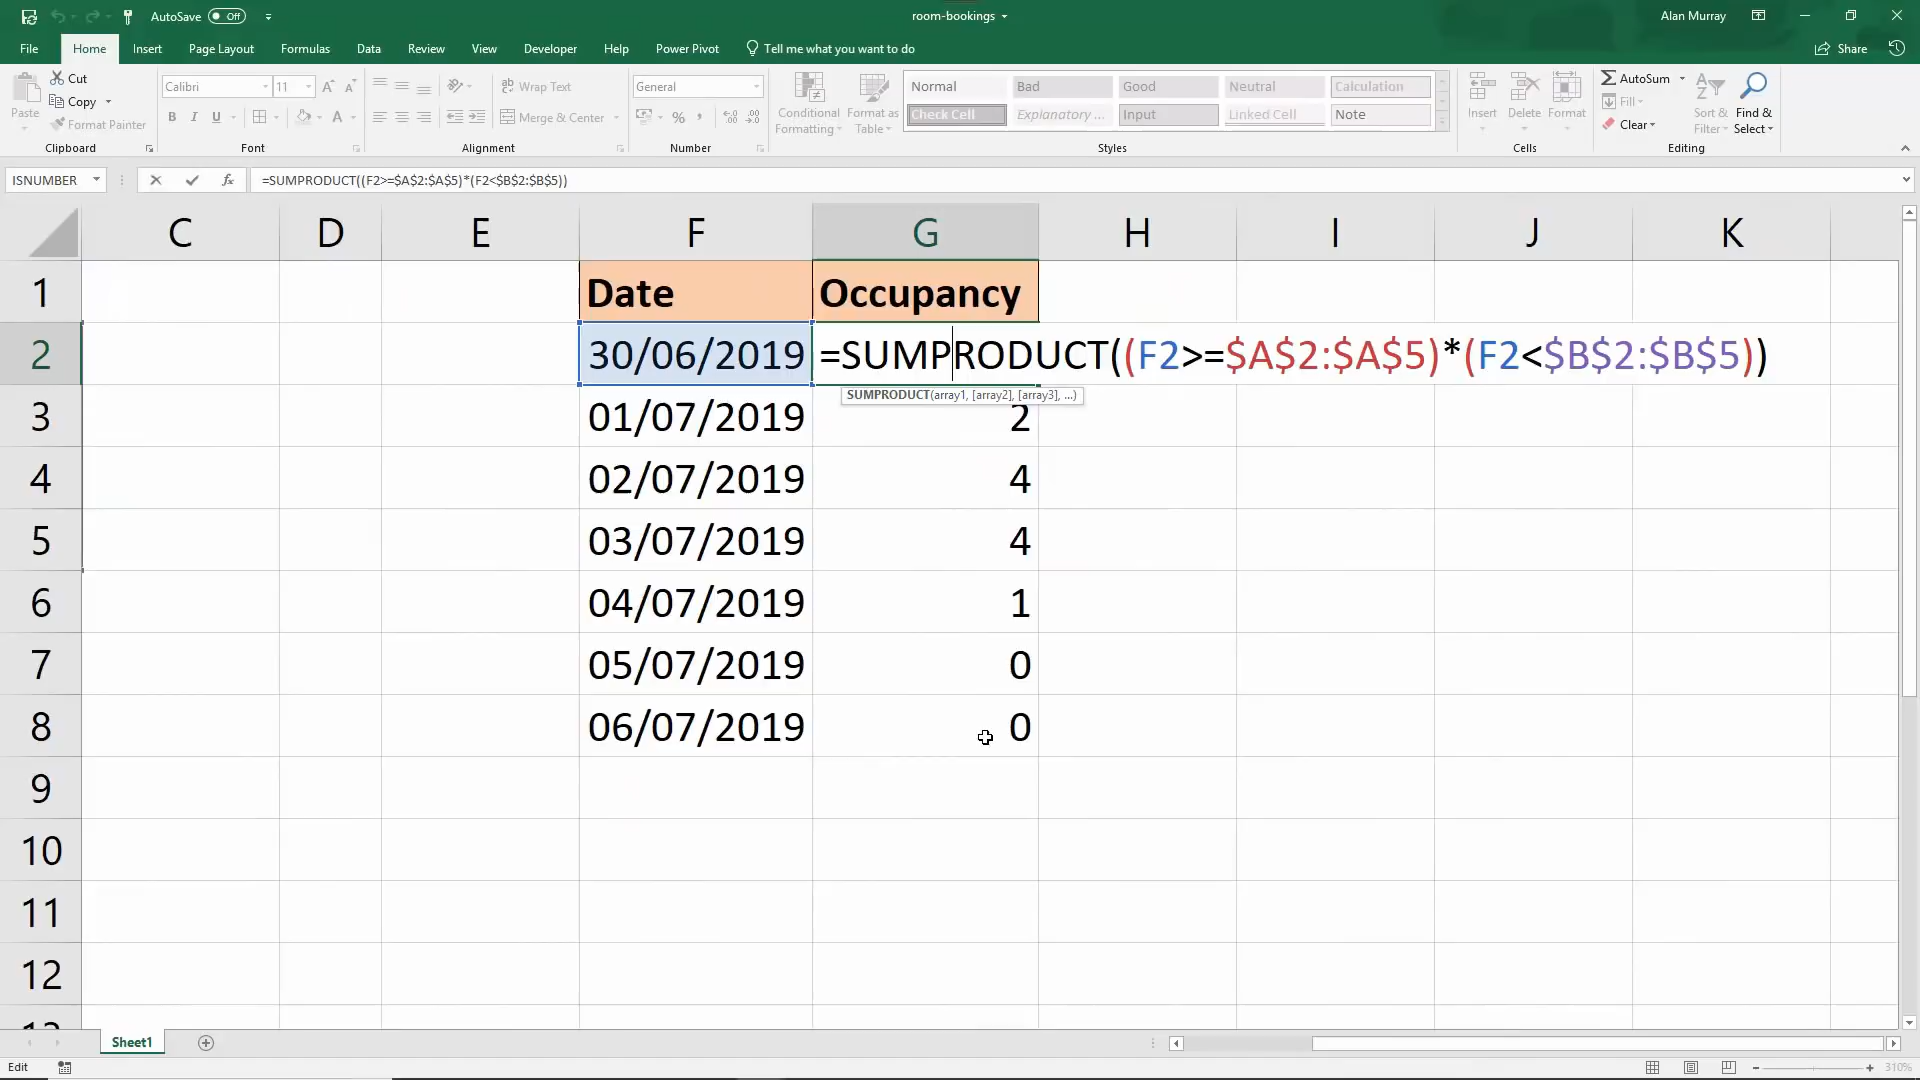 AutoSave Off
room-bookings
Alan Murray
File Home Insert Page Layout Formulas Data Review View Developer Help Power Pivot Tell me what you want to do Share
Paste
Cut
Copy
Format Painter
Clipboard
Calibri 11 A A
B I U A
Font
Wrap Text
Merge & Center
Alignment
General
%
Number
Conditional Formatting
Format as Table
Normal Bad Good Neutral Calculation
Check Cell Explanatory ... Input Linked Cell Note
Styles
Insert Delete Format
Cells
AutoSum
Fill
Clear
Sort & Filter
Find & Select
Editing
ISNUMBER fx =SUMPRODUCT((F2>=$A$2:$A$5)*(F2<$B$2:$B$5))
C D E F G H I J K
1 Date Occupancy
2 30/06/2019 =SUMPRODUCT((F2>=$A$2:$A$5)*(F2<$B$2:$B$5))
SUMPRODUCT(array1, [array2], [array3], ...)
3 01/07/2019 2
4 02/07/2019 4
5 03/07/2019 4
6 04/07/2019 1
7 05/07/2019 0
8 06/07/2019 0
9
10
11
12
13
Sheet1
Edit
310%